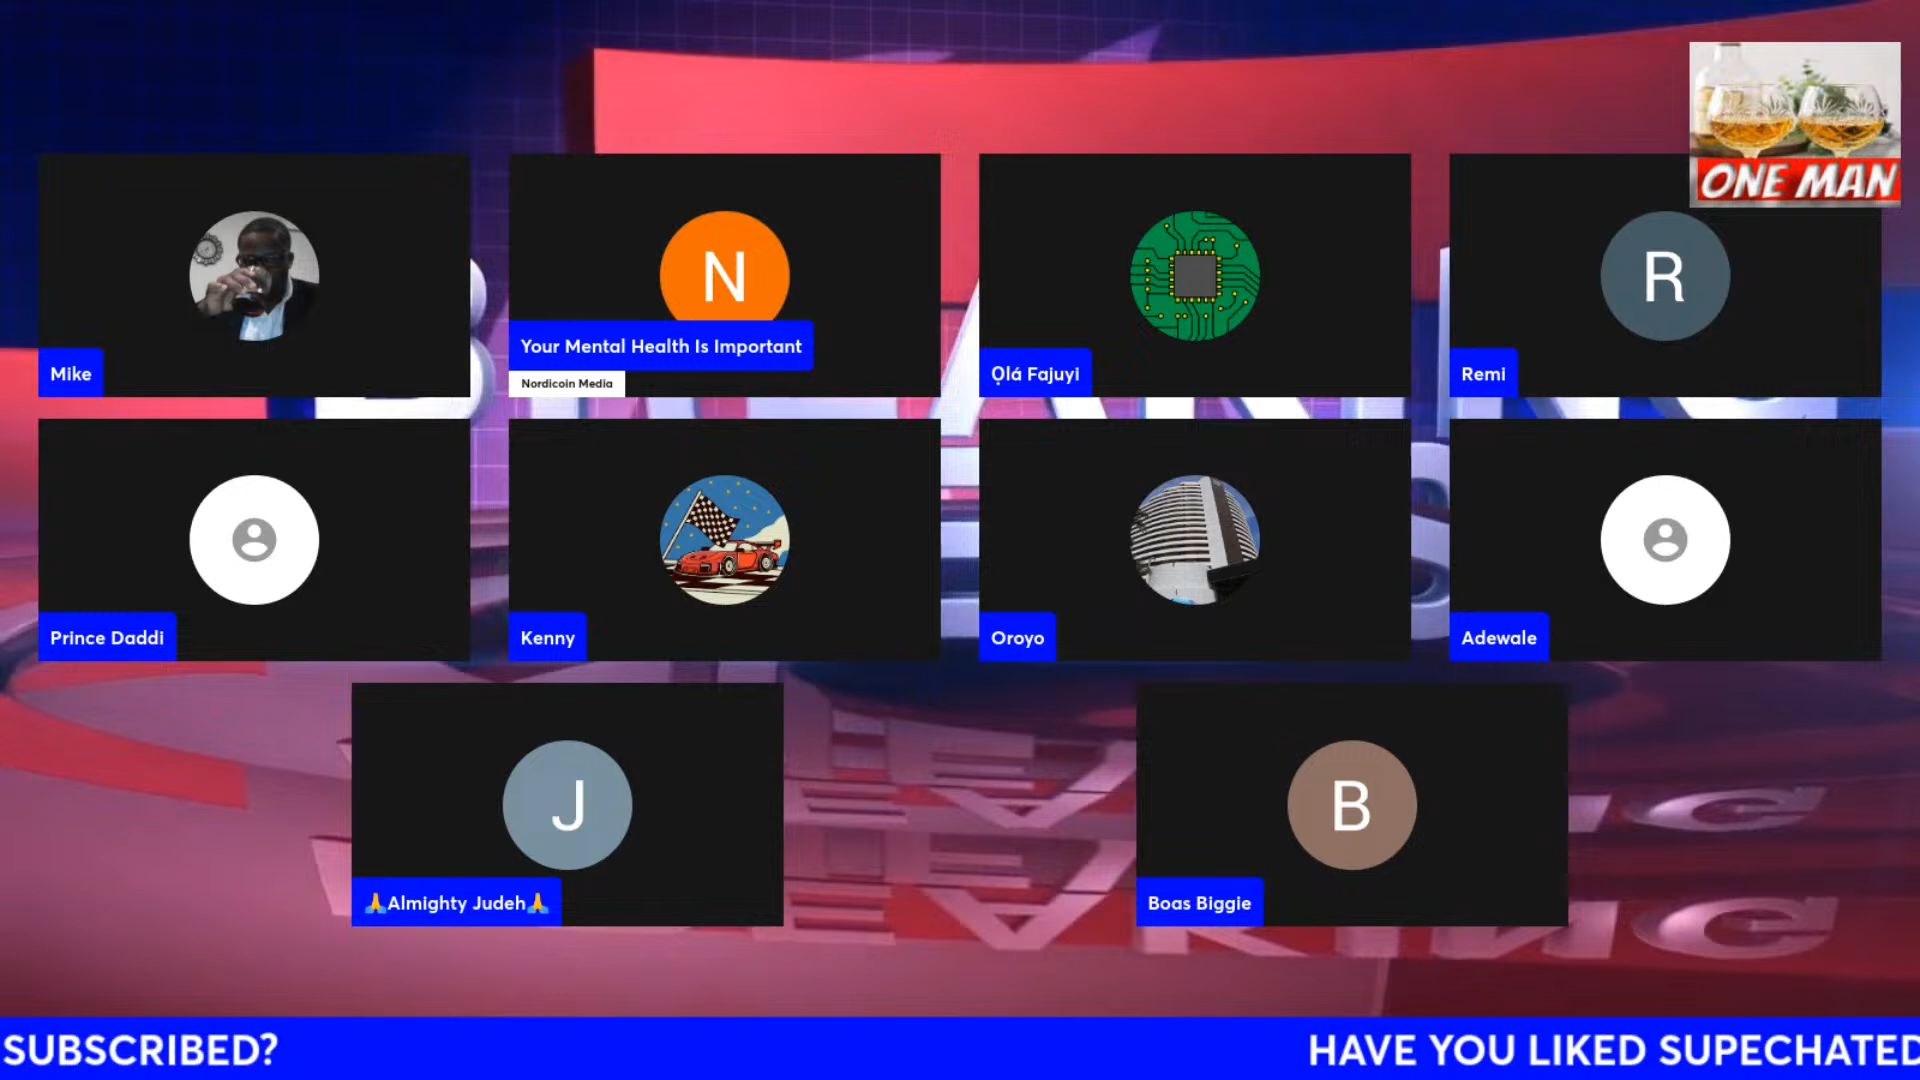 ONE MAN
N
R
Mike
Your Mental Health Is Important
Nordicoin Media
Ọlá Fajuyi
Remi
Prince Daddi
Kenny
Oroyo
Adewale
J
B
🙏Almighty Judeh🙏
Boas Biggie
SUBSCRIBED?
HAVE YOU LIKED SUPECHATED